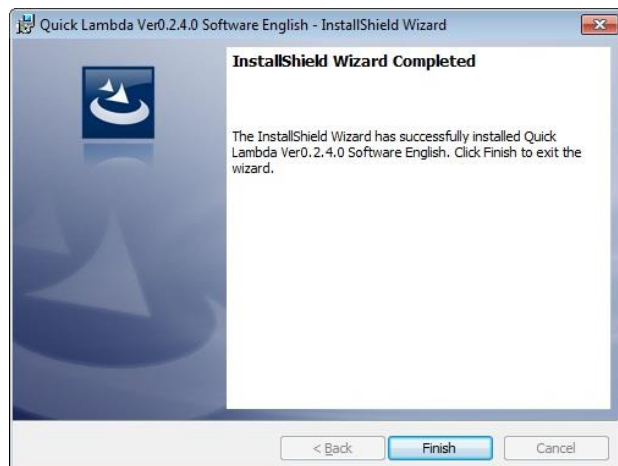 Quick Lambda Ver0.2.4.0 Software English - InstallShield Wizard
InstallShield Wizard Completed
The InstallShield Wizard has successfully installed Quick
Lambda Ver0.2.4.0 Software English. Click Finish to exit the
wizard.
< Back
Finish
Cancel